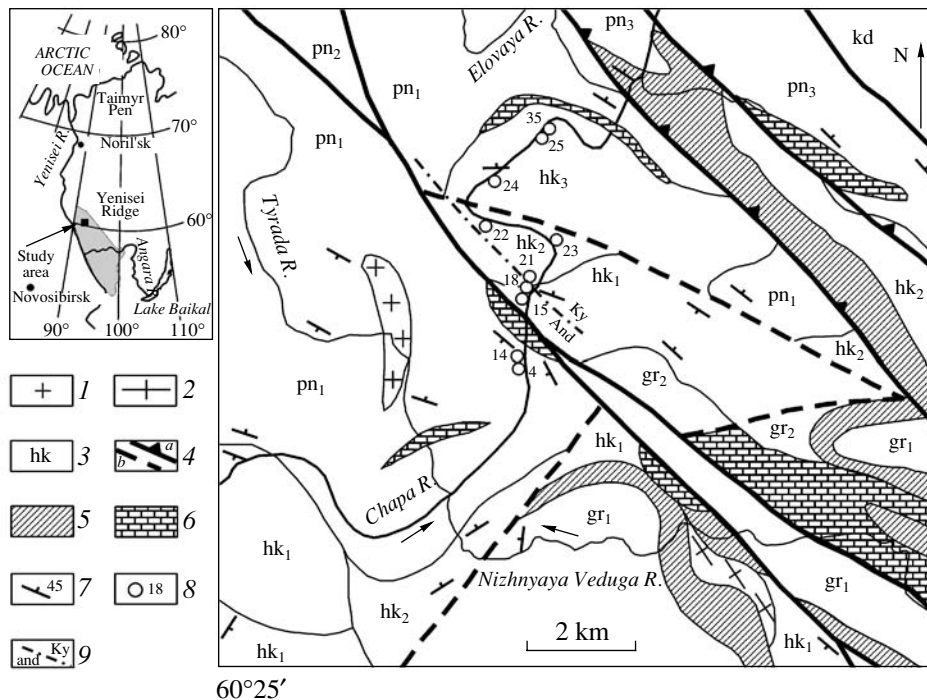 80°
ARCTIC
OCEAN
Taimyr
Pen
70°
Noril'sk
Yenisei R.
Yenisei
Ridge
60°
Study
area
Angara R.
Novosibirsk
Lake Baikal
90° 100° 110°
1
2
hk 3
a b 4
5
6
45 7
18 8
and Ky 9
pn2
pn1
Elovaya R.
pn3
kd
N
pn3
pn1
35
25
hk3
24
Tyrada R.
22
hk2
23
21
hk1
18
15
Ky
And
pn1
hk2
hk2
14
4
gr2
pn1
gr2
gr1
hk1
Chapa R.
gr1
hk1
Nizhnyaya Veduga R.
gr1
hk2
hk1
hk1
2 km
60°25′